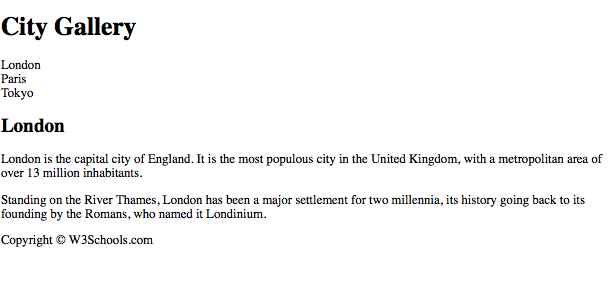 City Gallery
London
Paris
Tokyo
London
London is the capital city of England. It is the most populous city in the United Kingdom, with a metropolitan area of
over 13 million inhabitants.
Standing on the River Thames, London has been a major settlement for two millennia, its history going back to its
founding by the Romans, who named it Londinium.
Copyright © W3Schools.com